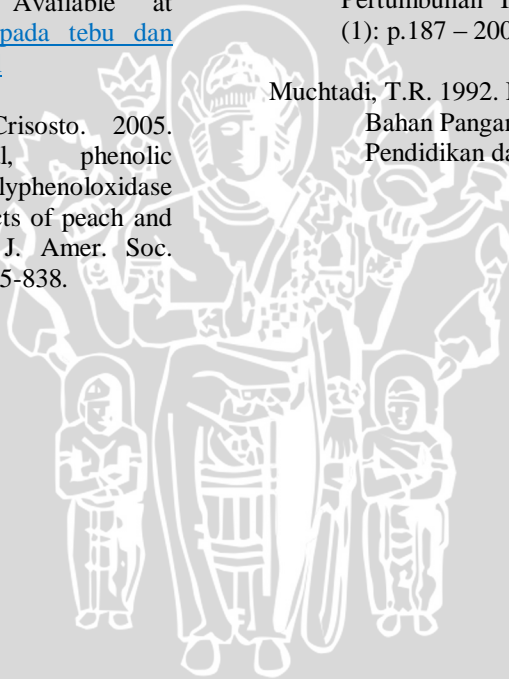 Available at
pada tebu dan
Crisosto. 2005.
phenolic
lyphenoloxidase
cts of peach and
J. Amer. Soc.
5-838.
Pertumbuhan
(1): p.187 – 200
Muchtadi, T.R. 1992.
Bahan Pangan
Pendidikan da